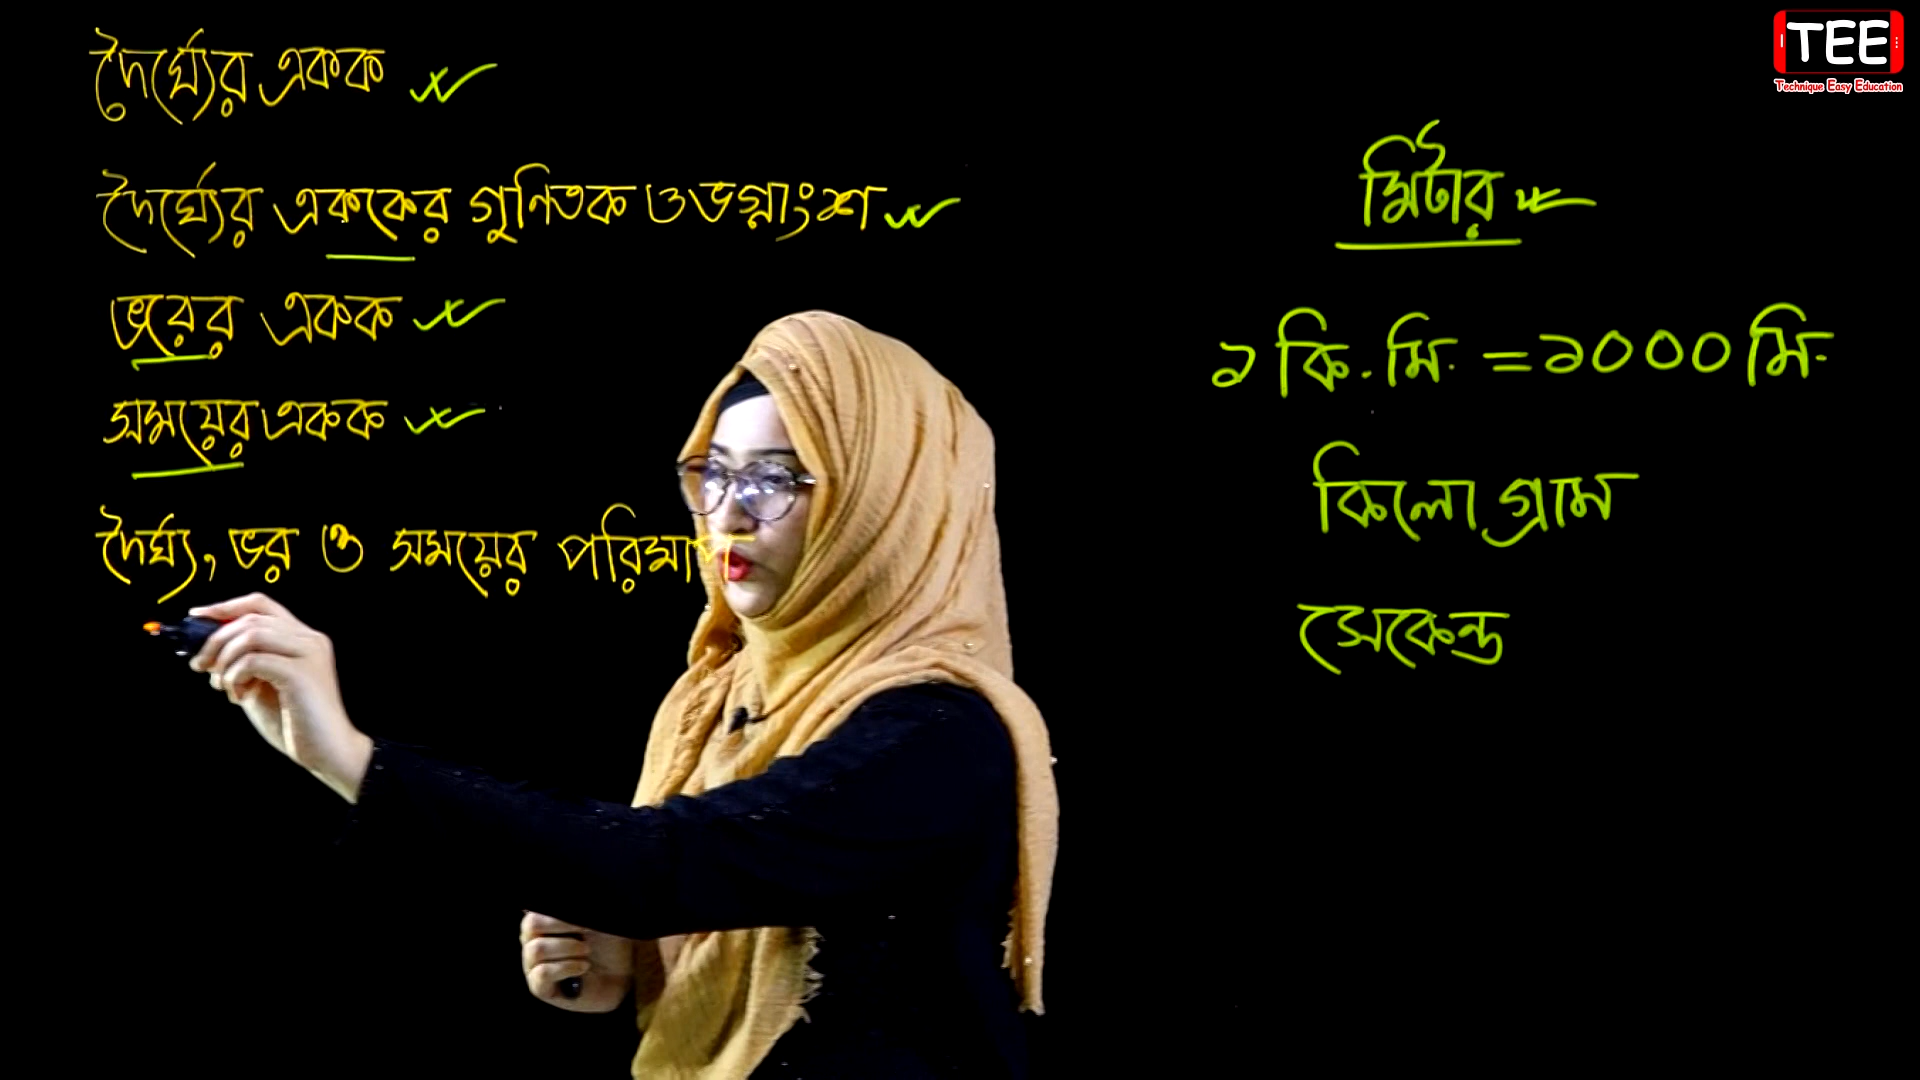 দৈর্ঘ্যের একক
দৈর্ঘ্যের এককের গুণিতক ও ভগ্নাংশ
ভরের একক
সময়ের একক
দৈর্ঘ্য, ভর ও সময়ের পরিমাপ
TEE
Technique Easy Education
মিটার
১ কি.মি. = ১০০০ মি.
কিলোগ্রাম
সেকেন্ড